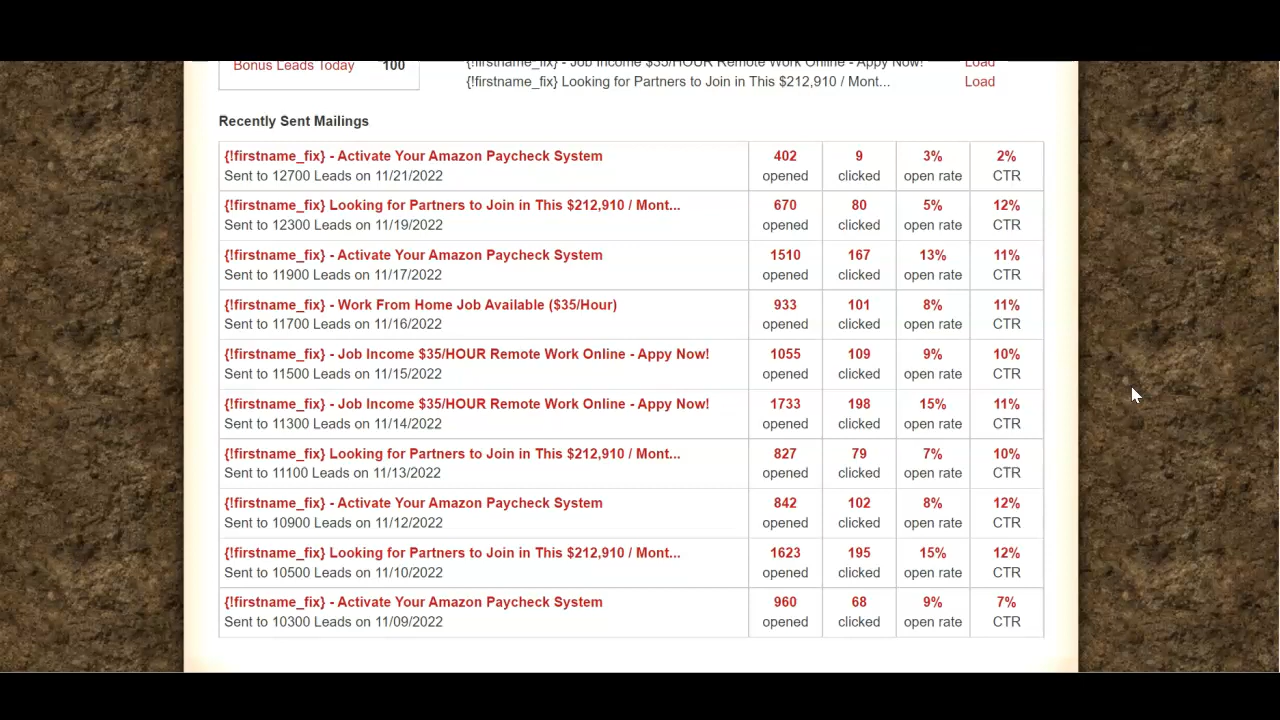 Bonus Leads Today 100
{!firstname_fix} - Job Income $35/HOUR Remote Work Online - Appy Now! Load
{!firstname_fix} Looking for Partners to Join in This $212,910 / Mont... Load
Recently Sent Mailings
{!firstname_fix} - Activate Your Amazon Paycheck System 402 9 3% 2%
Sent to 12700 Leads on 11/21/2022 opened clicked open rate CTR
{!firstname_fix} Looking for Partners to Join in This $212,910 / Mont... 670 80 5% 12%
Sent to 12300 Leads on 11/19/2022 opened clicked open rate CTR
{!firstname_fix} - Activate Your Amazon Paycheck System 1510 167 13% 11%
Sent to 11900 Leads on 11/17/2022 opened clicked open rate CTR
{!firstname_fix} - Work From Home Job Available ($35/Hour) 933 101 8% 11%
Sent to 11700 Leads on 11/16/2022 opened clicked open rate CTR
{!firstname_fix} - Job Income $35/HOUR Remote Work Online - Appy Now! 1055 109 9% 10%
Sent to 11500 Leads on 11/15/2022 opened clicked open rate CTR
{!firstname_fix} - Job Income $35/HOUR Remote Work Online - Appy Now! 1733 198 15% 11%
Sent to 11300 Leads on 11/14/2022 opened clicked open rate CTR
{!firstname_fix} Looking for Partners to Join in This $212,910 / Mont... 827 79 7% 10%
Sent to 11100 Leads on 11/13/2022 opened clicked open rate CTR
{!firstname_fix} - Activate Your Amazon Paycheck System 842 102 8% 12%
Sent to 10900 Leads on 11/12/2022 opened clicked open rate CTR
{!firstname_fix} Looking for Partners to Join in This $212,910 / Mont... 1623 195 15% 12%
Sent to 10500 Leads on 11/10/2022 opened clicked open rate CTR
{!firstname_fix} - Activate Your Amazon Paycheck System 960 68 9% 7%
Sent to 10300 Leads on 11/09/2022 opened clicked open rate CTR